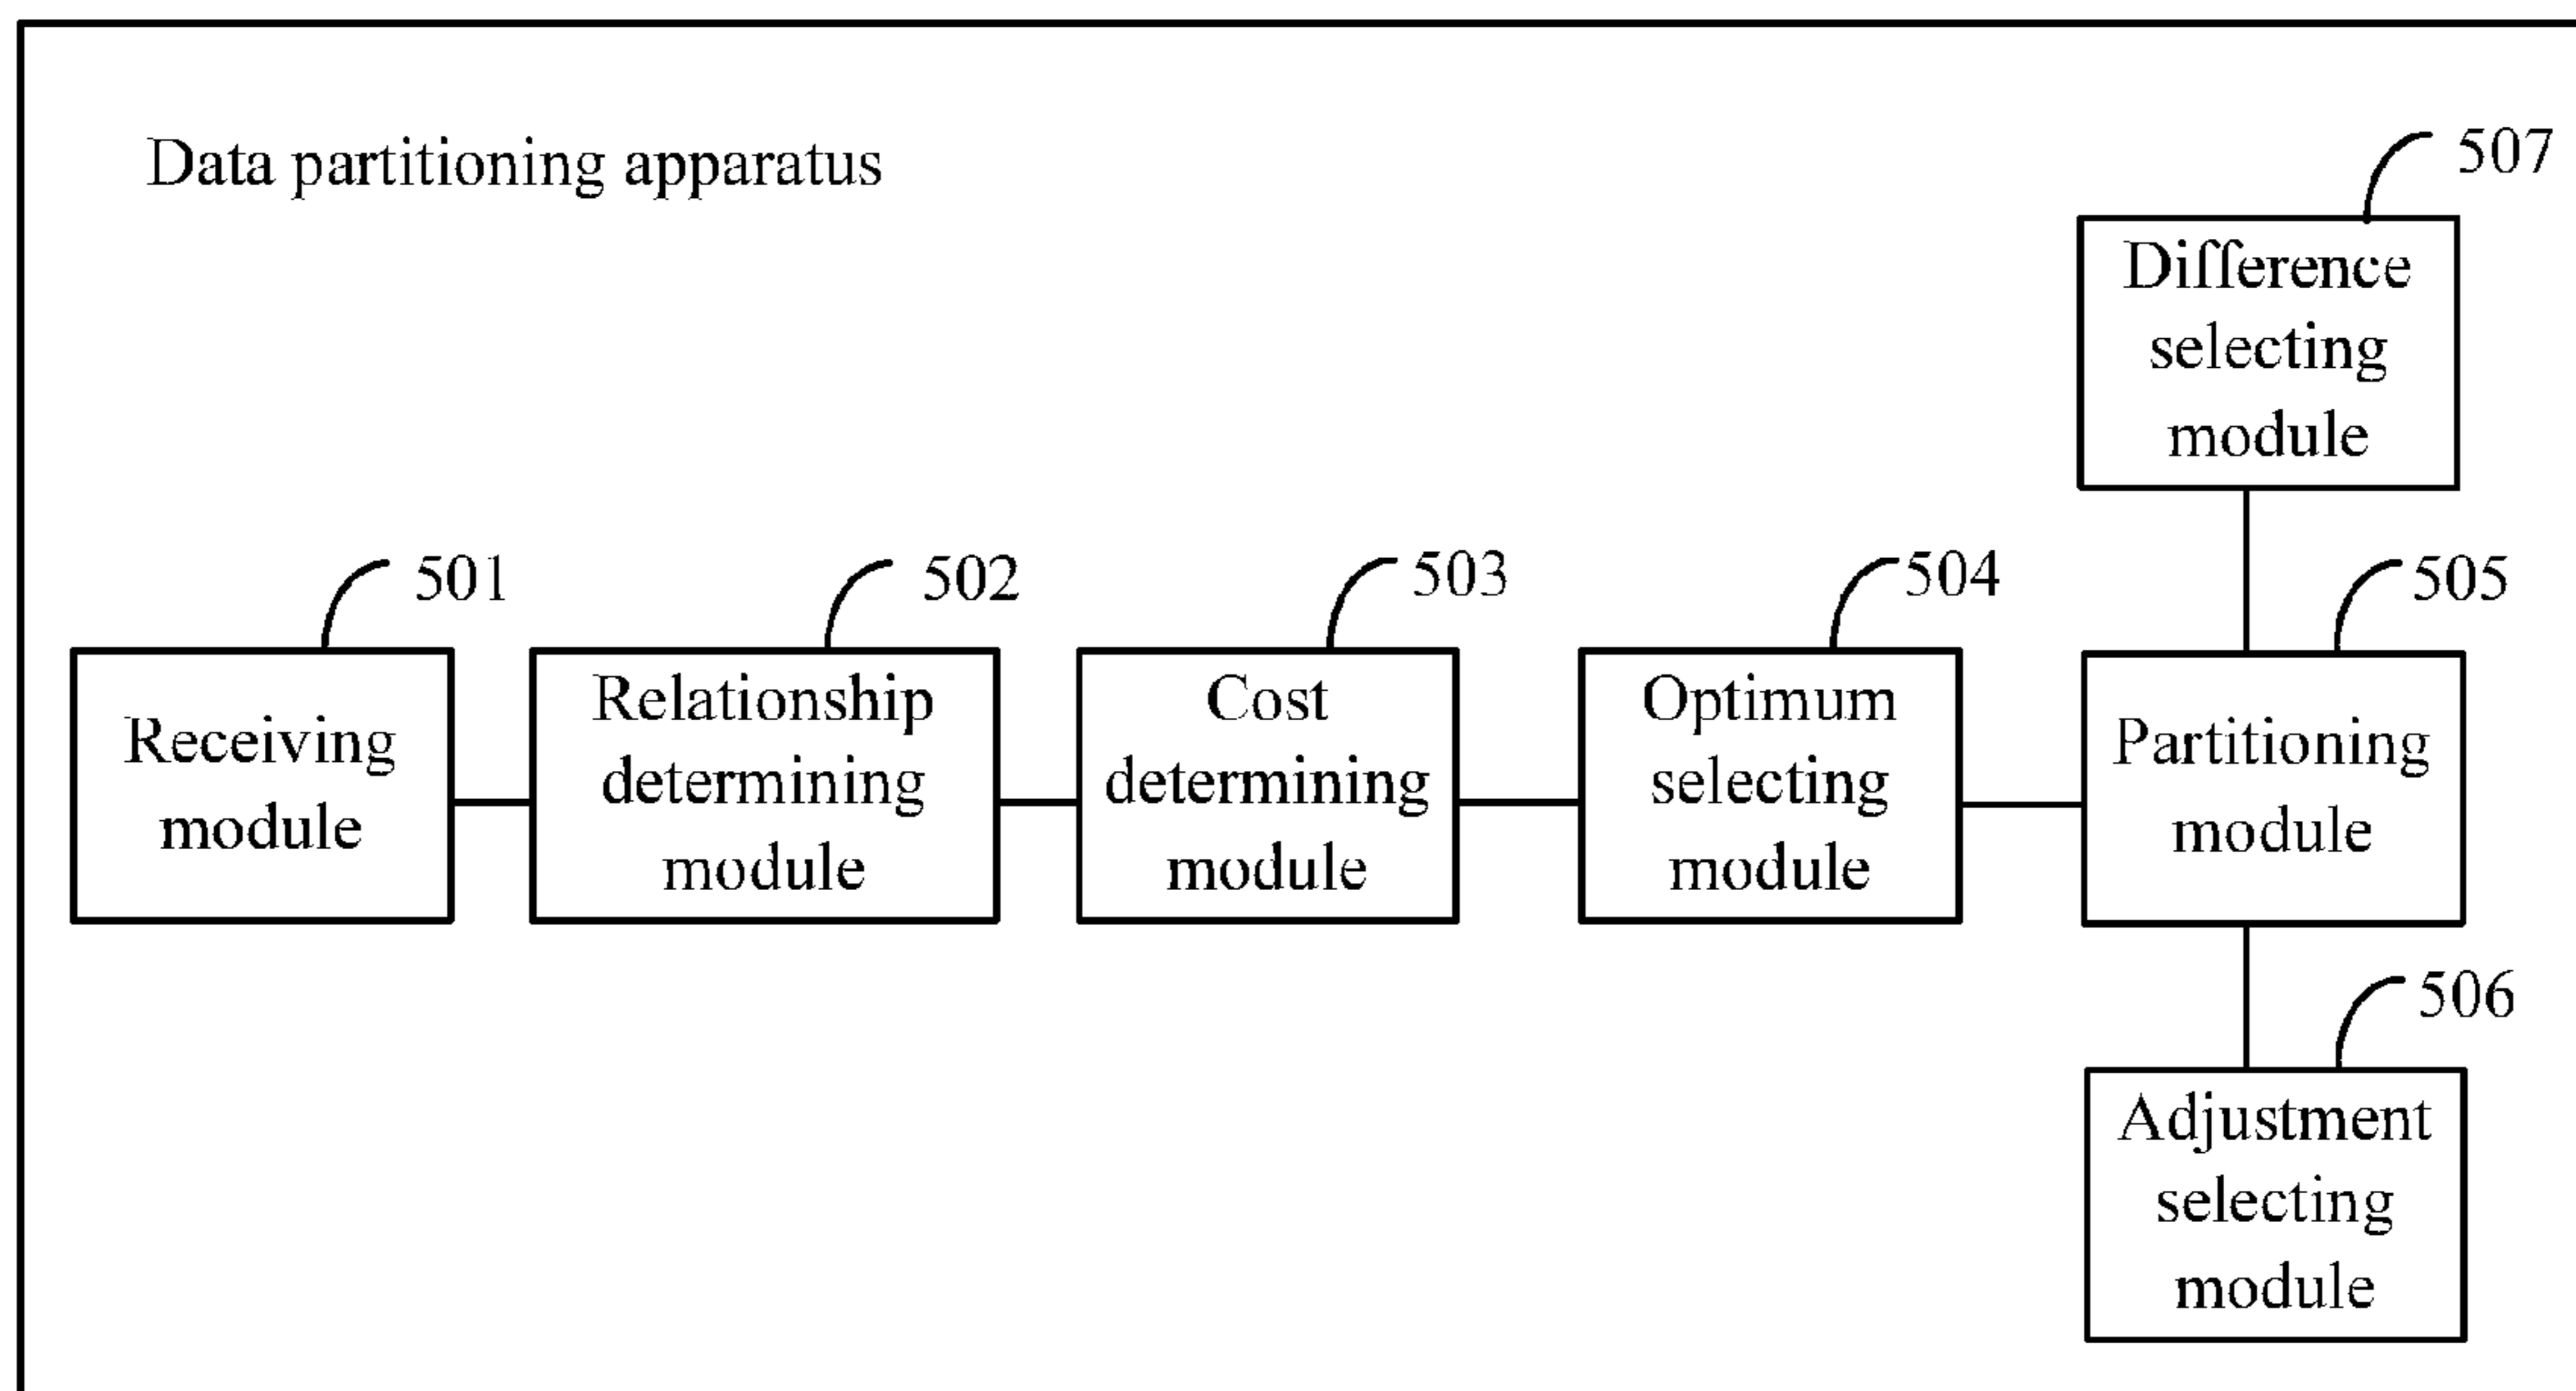 Data partitioning apparatus
507
Difference
selecting
module
501
502
503
504
505
Receiving
module
Relationship
determining
module
Cost
determining
module
Optimum
selecting
module
Partitioning
module
506
Adjustment
selecting
module